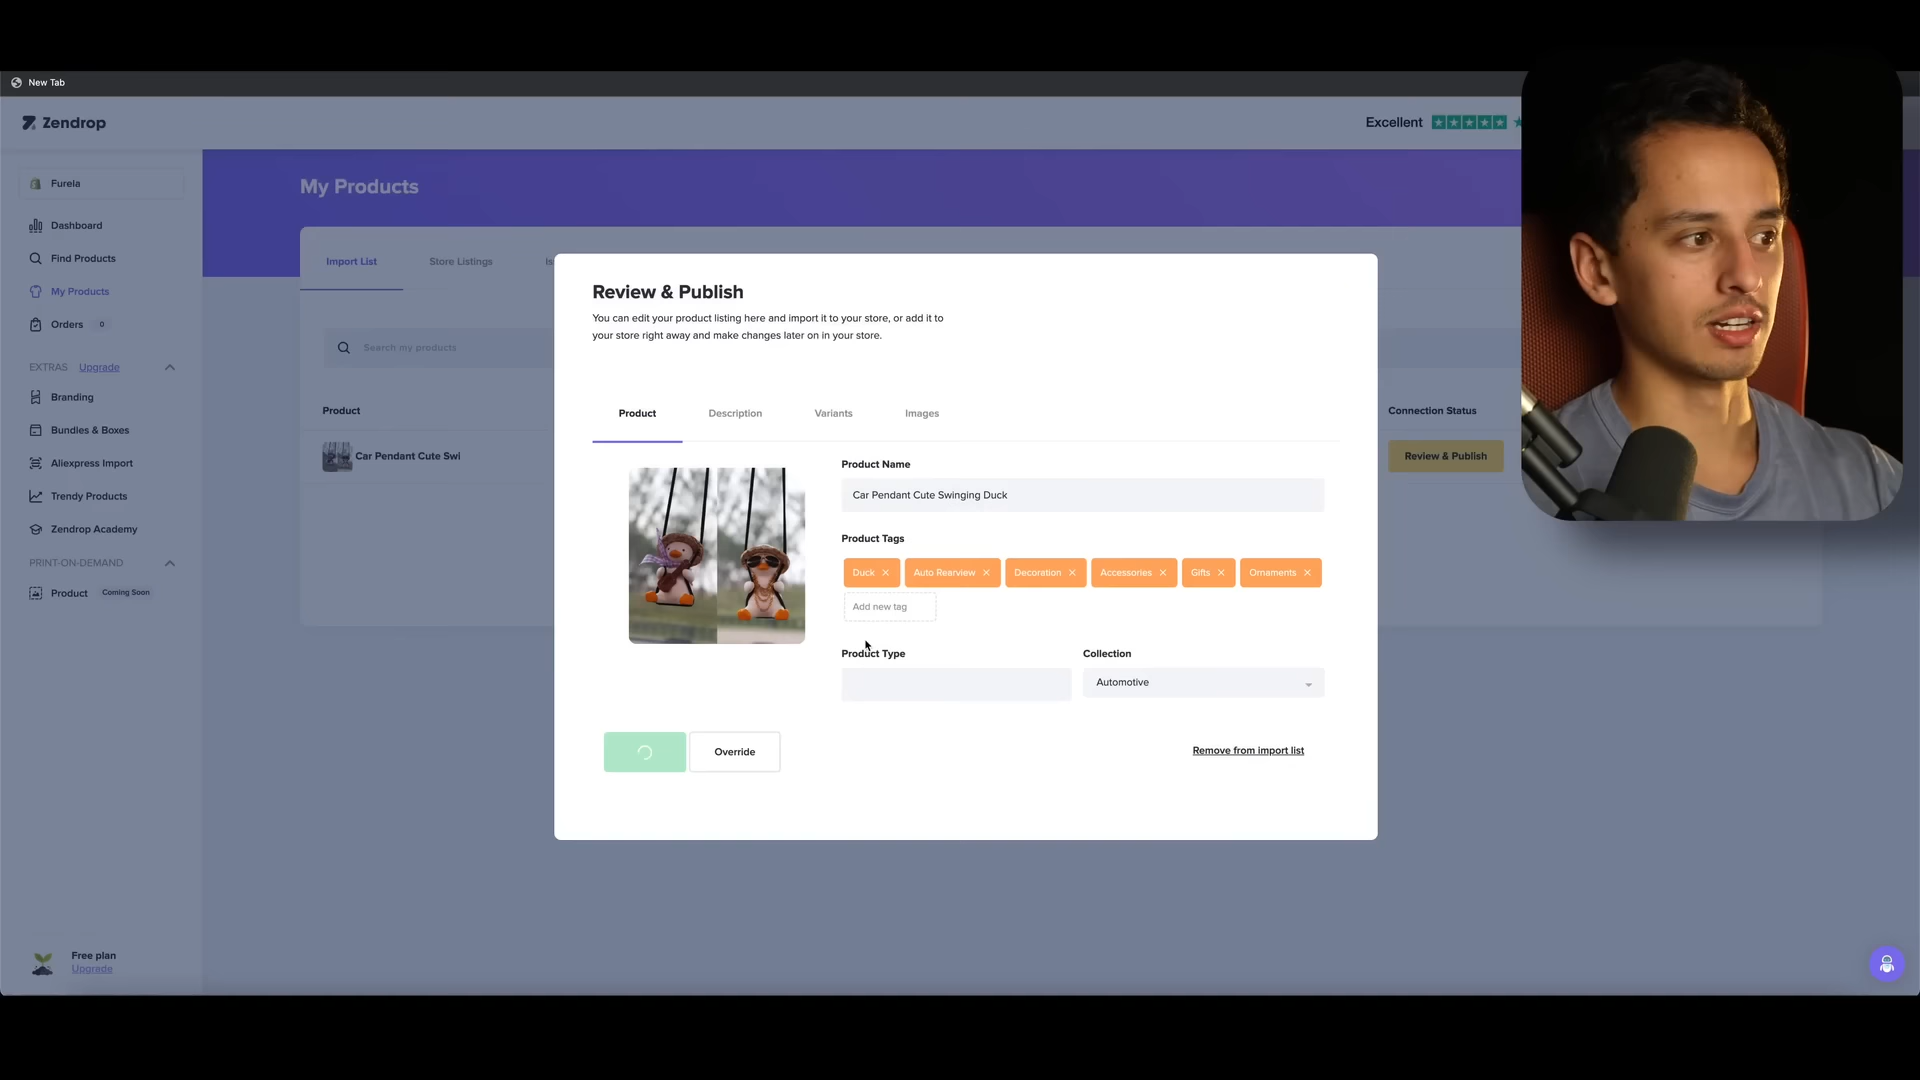 New Tab
Zendrop
Excellent
Furela
Dashboard
Find Products
My Products
Orders 0
EXTRAS Upgrade
Branding
Bundles & Boxes
Aliexpress Import
Trendy Products
Zendrop Academy
PRINT-ON-DEMAND
Product Coming Soon
Free plan
Upgrade
My Products
Import List Store Listings
Search my products
Product
Car Pendant Cute Swi
Connection Status
Review & Publish
Review & Publish
You can edit your product listing here and import it to your store, or add it to
your store right away and make changes later on in your store.
Product Description Variants Images
Product Name
Car Pendant Cute Swinging Duck
Product Tags
Duck Auto Rearview Decoration Accessories Gifts Ornaments
Add new tag
Product Type Collection
Automotive
Override Remove from import list